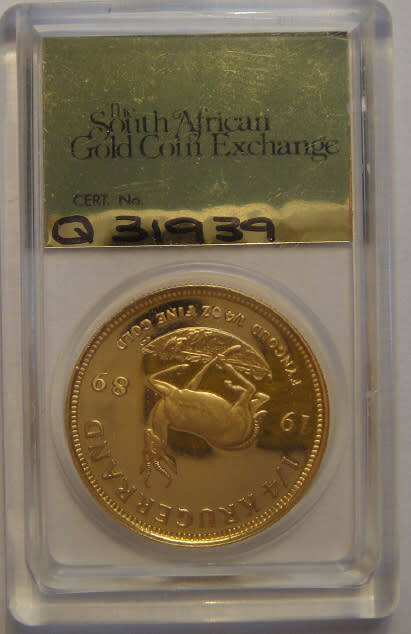 The
South African
Gold Coin Exchange
CERT. No.
Q 31939
1/4 KRUGERRAND
19 89
FYNGOUD 1/4 OZ FINE GOLD